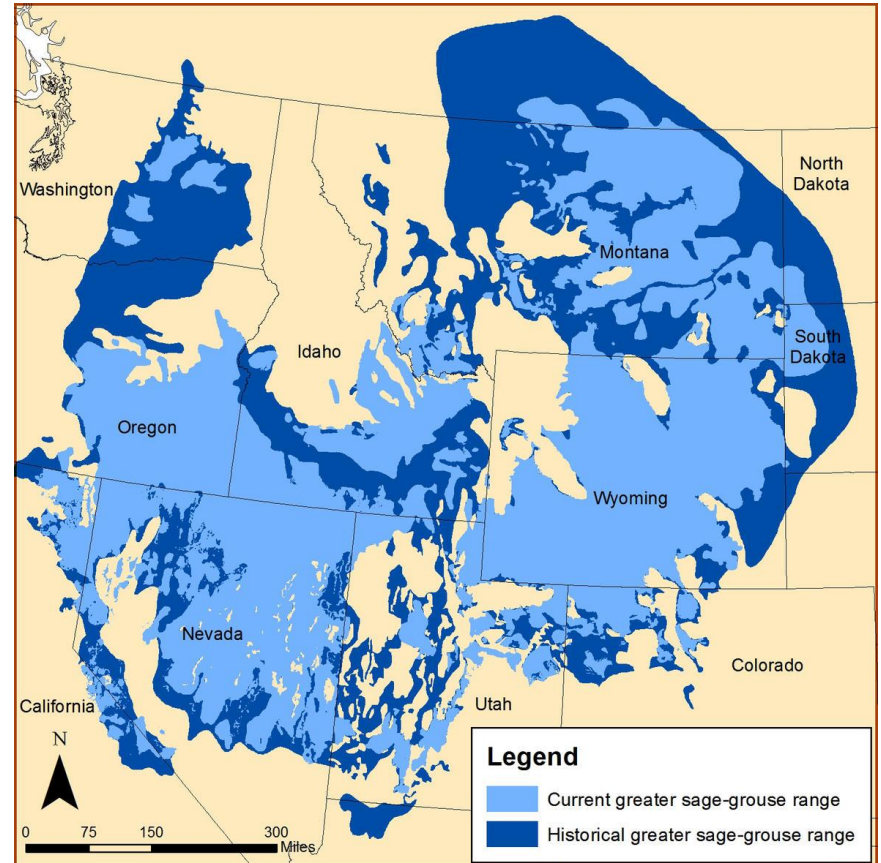 North
Dakota
Washington
Montana
South
Dakota
Idaho
Oregon
Wyoming
Nevada
Colorado
California
Utah
N
0 75 150 300
Miles
Legend
Current greater sage-grouse range
Historical greater sage-grouse range